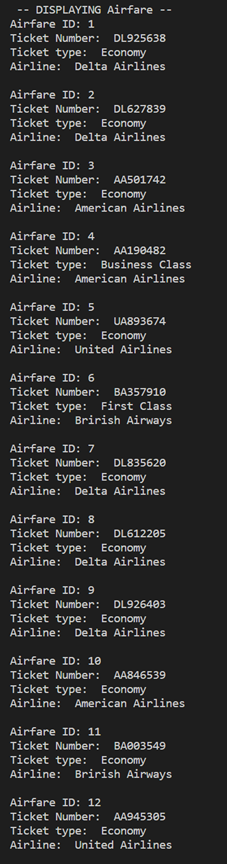 -- DISPLAYING Airfare --
Airfare ID: 1
Ticket Number:  DL925638
Ticket type:  Economy
Airline:  Delta Airlines

Airfare ID: 2
Ticket Number:  DL627839
Ticket type:  Economy
Airline:  Delta Airlines

Airfare ID: 3
Ticket Number:  AA501742
Ticket type:  Economy
Airline:  American Airlines

Airfare ID: 4
Ticket Number:  AA190482
Ticket type:  Business Class
Airline:  American Airlines

Airfare ID: 5
Ticket Number:  UA893674
Ticket type:  Economy
Airline:  United Airlines

Airfare ID: 6
Ticket Number:  BA357910
Ticket type:  First Class
Airline:  Brirish Airways

Airfare ID: 7
Ticket Number:  DL835620
Ticket type:  Economy
Airline:  Delta Airlines

Airfare ID: 8
Ticket Number:  DL612205
Ticket type:  Economy
Airline:  Delta Airlines

Airfare ID: 9
Ticket Number:  DL926403
Ticket type:  Economy
Airline:  Delta Airlines

Airfare ID: 10
Ticket Number:  AA846539
Ticket type:  Economy
Airline:  American Airlines

Airfare ID: 11
Ticket Number:  BA003549
Ticket type:  Economy
Airline:  Brirish Airways

Airfare ID: 12
Ticket Number:  AA945305
Ticket type:  Economy
Airline:  United Airlines